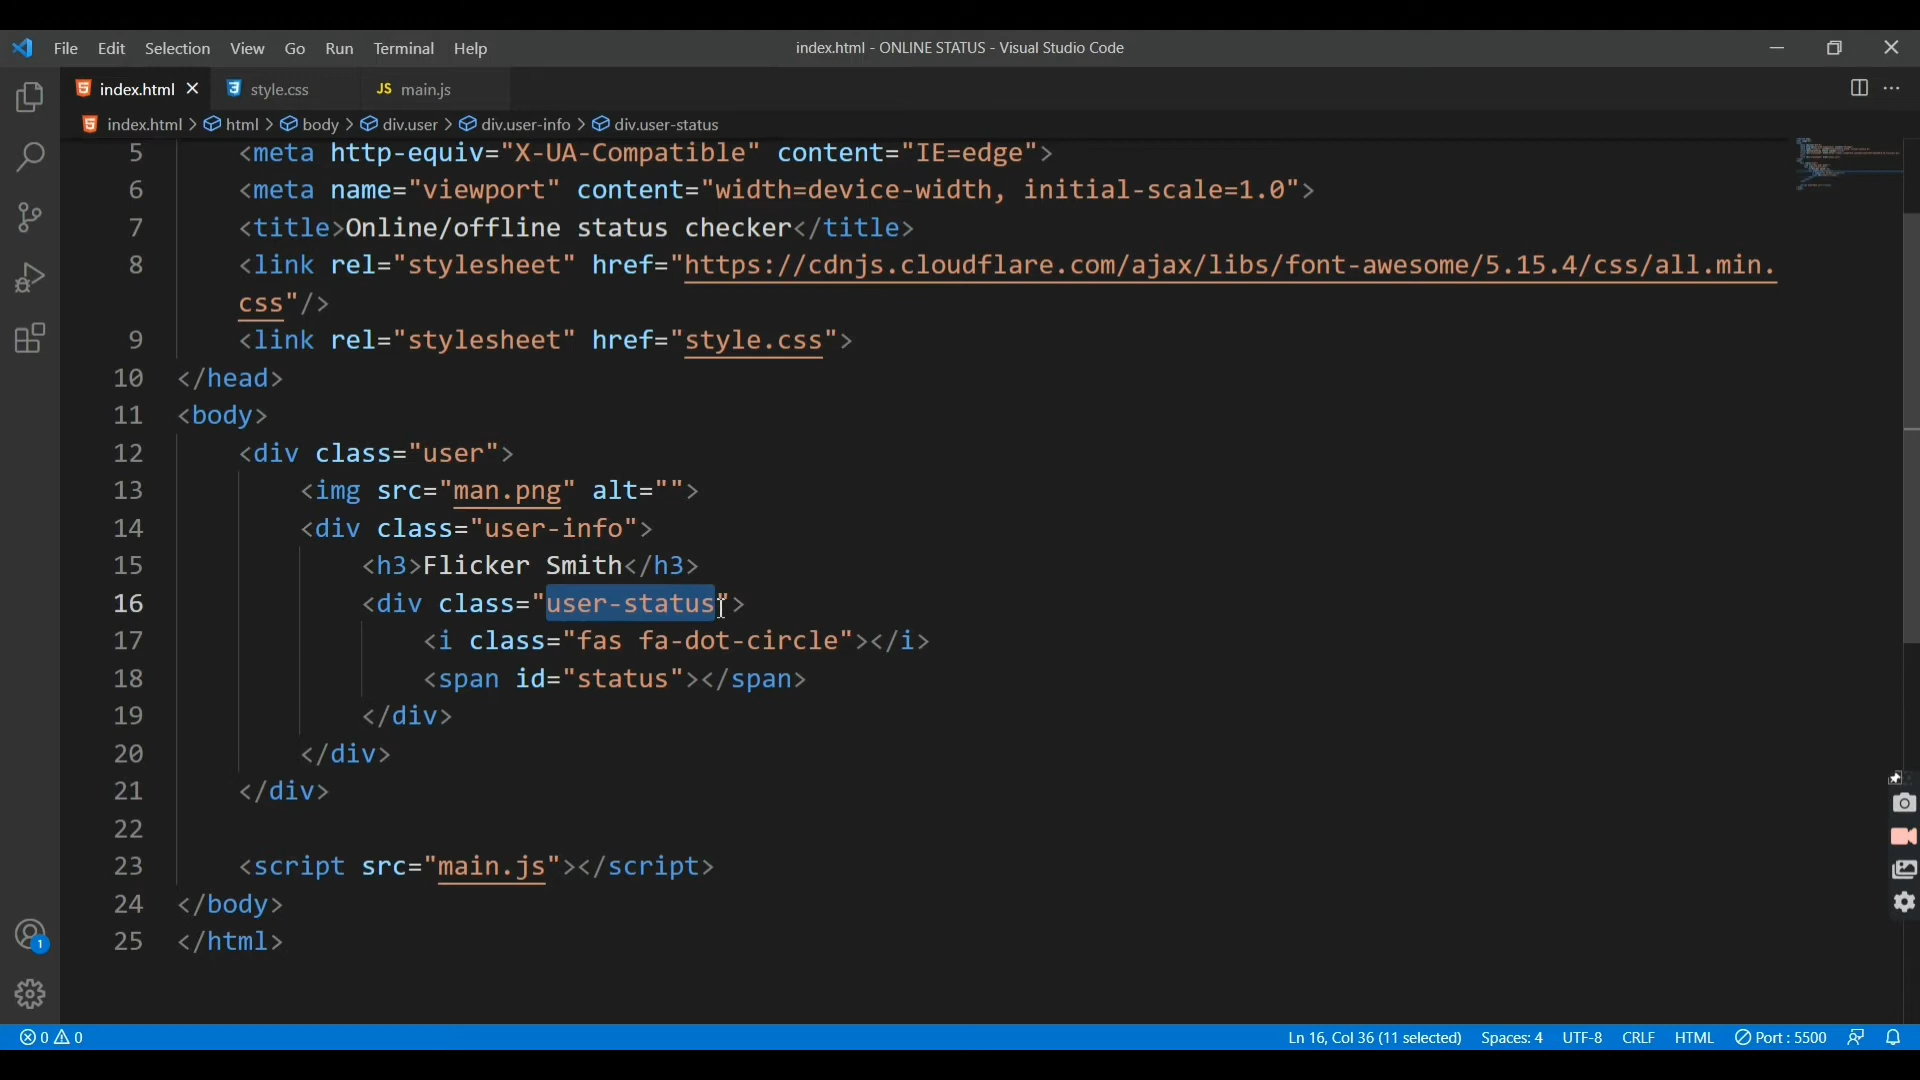 File Edit Selection View Go Run Terminal Help index.html - ONLINE STATUS - Visual Studio Code
index.html style.css JS main.js
index.html > html > body > div.user > div.user-info > div.user-status
5 <meta http-equiv="X-UA-Compatible" content="IE=edge">
6 <meta name="viewport" content="width=device-width, initial-scale=1.0">
7 <title>Online/offline status checker</title>
8 <link rel="stylesheet" href="https://cdnjs.cloudflare.com/ajax/libs/font-awesome/5.15.4/css/all.min.
css"/>
9 <link rel="stylesheet" href="style.css">
10 </head>
11 <body>
12 <div class="user">
13 <img src="man.png" alt="">
14 <div class="user-info">
15 <h3>Flicker Smith</h3>
16 <div class="user-status">
17 <i class="fas fa-dot-circle"></i>
18 <span id="status"></span>
19 </div>
20 </div>
21 </div>
22
23 <script src="main.js"></script>
24 </body>
25 </html>
1
0 0 Ln 16, Col 36 (11 selected) Spaces: 4 UTF-8 CRLF HTML Port : 5500